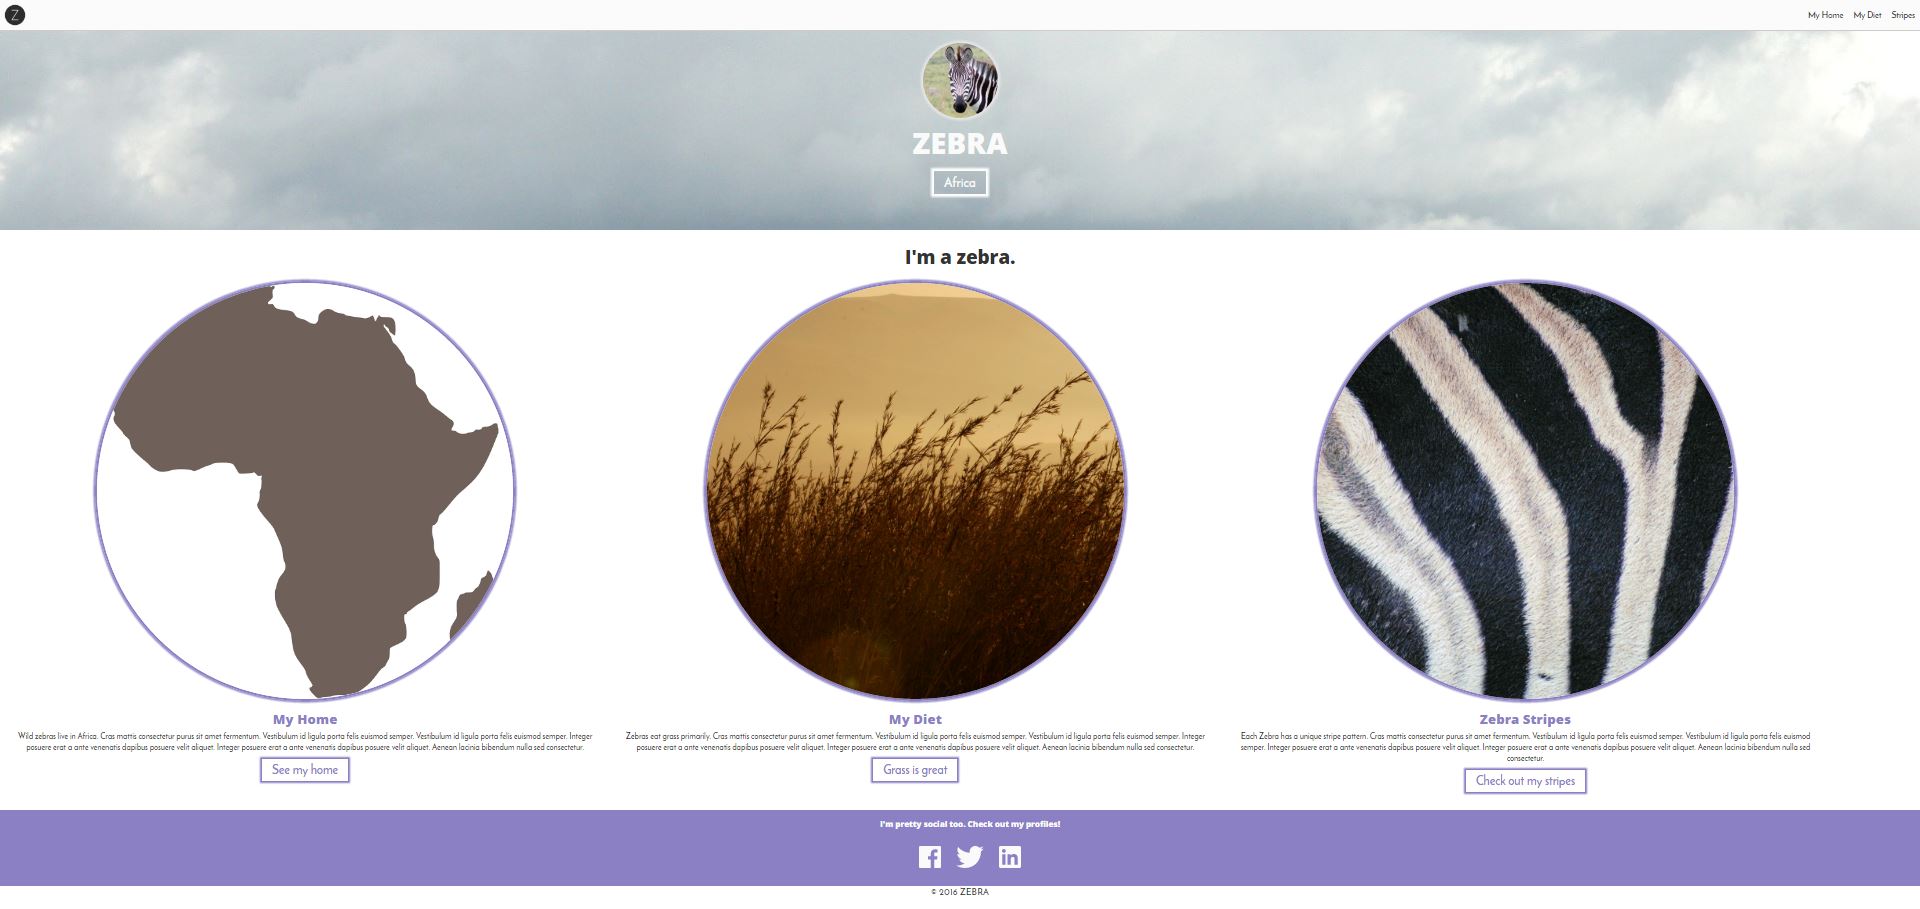 Z
My Home My Diet Stripes
ZEBRA
Africa
I'm a zebra.
My Home
Wild zebras live in Africa. Cras mattis consectetur purus sit amet fermentum. Vestibulum id ligula porta felis euismod semper. Vestibulum id ligula porta felis euismod semper. Integer
posuere erat a ante venenatis dapibus posuere velit aliquet. Integer posuere erat a ante venenatis dapibus posuere velit aliquet. Aenean lacinia bibendum nulla sed consectetur.
See my home
My Diet
Zebras eat grass primarily. Cras mattis consectetur purus sit amet fermentum. Vestibulum id ligula porta felis euismod semper. Vestibulum id ligula porta felis euismod semper. Integer
posuere erat a ante venenatis dapibus posuere velit aliquet. Integer posuere erat a ante venenatis dapibus posuere velit aliquet. Aenean lacinia bibendum nulla sed consectetur.
Grass is great
Zebra Stripes
Each Zebra has a unique stripe pattern. Cras mattis consectetur purus sit amet fermentum. Vestibulum id ligula porta felis euismod semper. Vestibulum id ligula porta felis euismod
semper. Integer posuere erat a ante venenatis dapibus posuere velit aliquet. Integer posuere erat a ante venenatis dapibus posuere velit aliquet. Aenean lacinia bibendum nulla sed
consectetur.
Check out my stripes
I'm pretty social too. Check out my profiles!
© 2016 ZEBRA